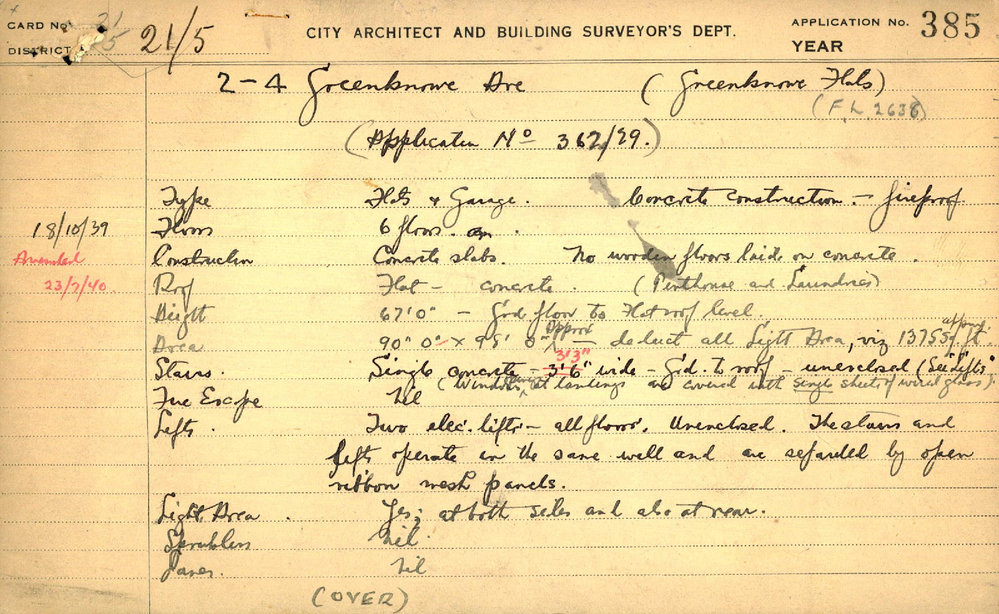 CARD No. 21/5 CITY ARCHITECT AND BUILDING SURVEYOR'S DEPT. APPLICATION No. 385
DISTRICT YEAR
2-4 Greenknowe Ave (Greenknowe Flats)
(F.L. 2638)
(Application No 362/29.)
Type Flats & Garage. Concrete construction - fireproof
18/10/39 Floors 6 floors.
Amended Construction Concrete slabs. No wooden floors laid on concrete.
23/7/40. Roof Flat - concrete. (Penthouse and Laundries)
Height 67'0" - Grd floor to Flat roof level.
Area 90'0" x 98'0" Approx - deduct all Light Area, viz 1375 sq ft. approx.
Stairs. Single concrete - 3'6" 3'3" wide - Grd. to roof - unenclosed (See "Lifts"
(Windows at landings are covered with single sheets of wired glass).
Fire Escape Nil
Lifts. Two elec. lifts - all floors. Unenclosed. The stairs and
lifts operate in the same well and are separated by open
ribbon mesh panels.
Light Area. Yes; at both sides and also at rear.
Sprinklers Nil.
Nil
(OVER)